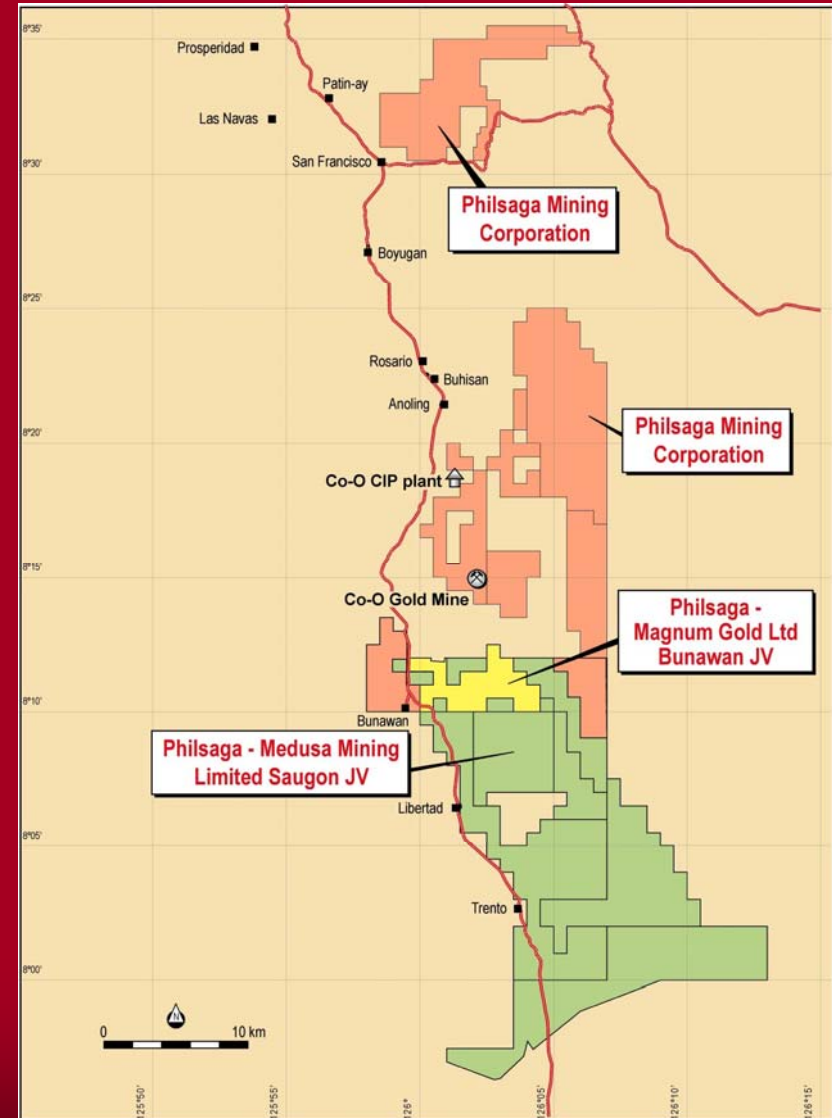 8°35'
Prosperidad
Patin-ay
Las Navas
8°30'
San Francisco
Philsaga Mining
Corporation
Boyugan
8°25'
Rosario
Buhisan
Anoling
Philsaga Mining
Corporation
8°20'
Co-O CIP plant
8°15'
Co-O Gold Mine
Philsaga -
Magnum Gold Ltd
Bunawan JV
8°10'
Bunawan
Philsaga - Medusa Mining
Limited Saugon JV
Libertad
8°05'
Trento
8°00'
N
0 10 km
125°50'
125°55'
126°
126°05'
126°10'
126°15'